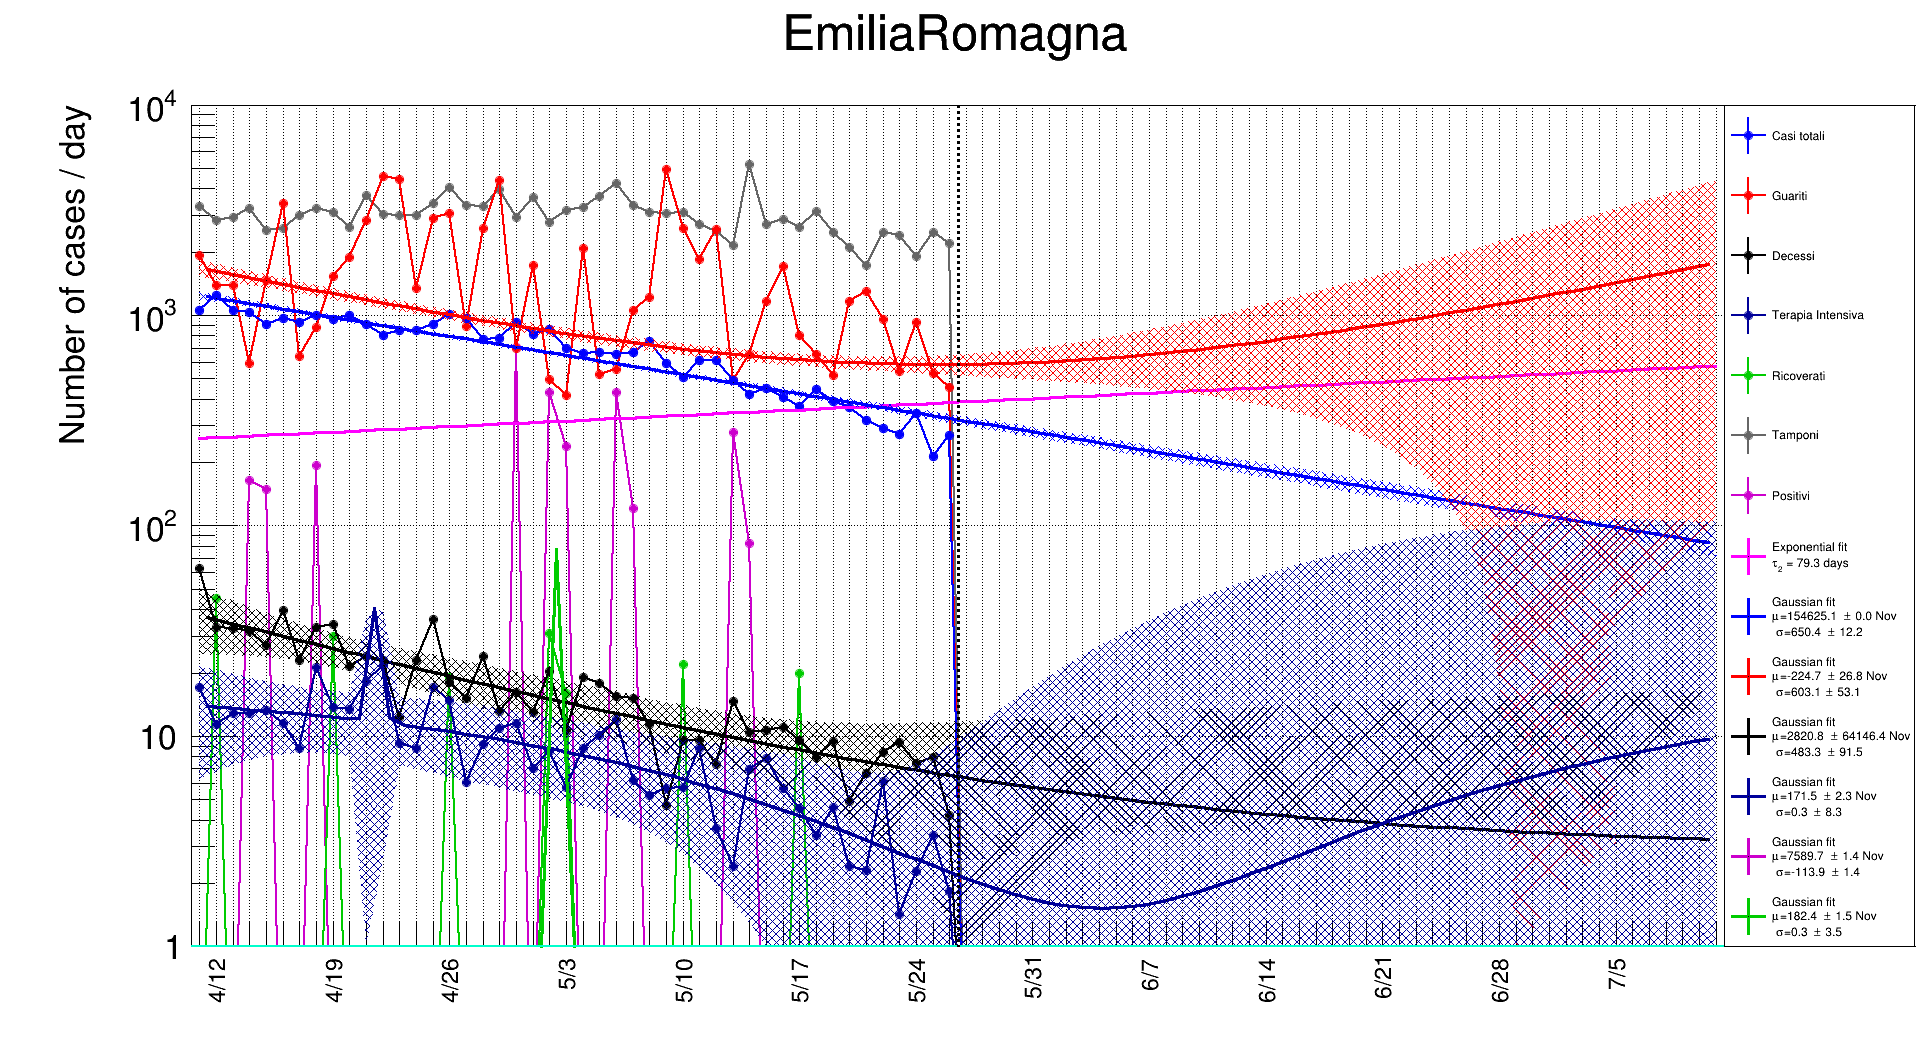 EmiliaRomagna
Number of cases / day
10⁴
10³
10²
10
1
4/12
4/19
4/26
5/3
5/10
5/17
5/24
5/31
6/7
6/14
6/21
6/28
7/5
Casi totali
Guariti
Decessi
Terapia Intensiva
Ricoverati
Tamponi
Positivi
Exponential fit
τ₂ = 79.3 days
Gaussian fit
μ=154625.1 ± 0.0 Nov
σ=650.4 ± 12.2
Gaussian fit
μ=-224.7 ± 26.8 Nov
σ=603.1 ± 53.1
Gaussian fit
μ=2820.8 ± 64146.4 Nov
σ=483.3 ± 91.5
Gaussian fit
μ=171.5 ± 2.3 Nov
σ=0.3 ± 8.3
Gaussian fit
μ=7589.7 ± 1.4 Nov
σ=-113.9 ± 1.4
Gaussian fit
μ=182.4 ± 1.5 Nov
σ=0.3 ± 3.5